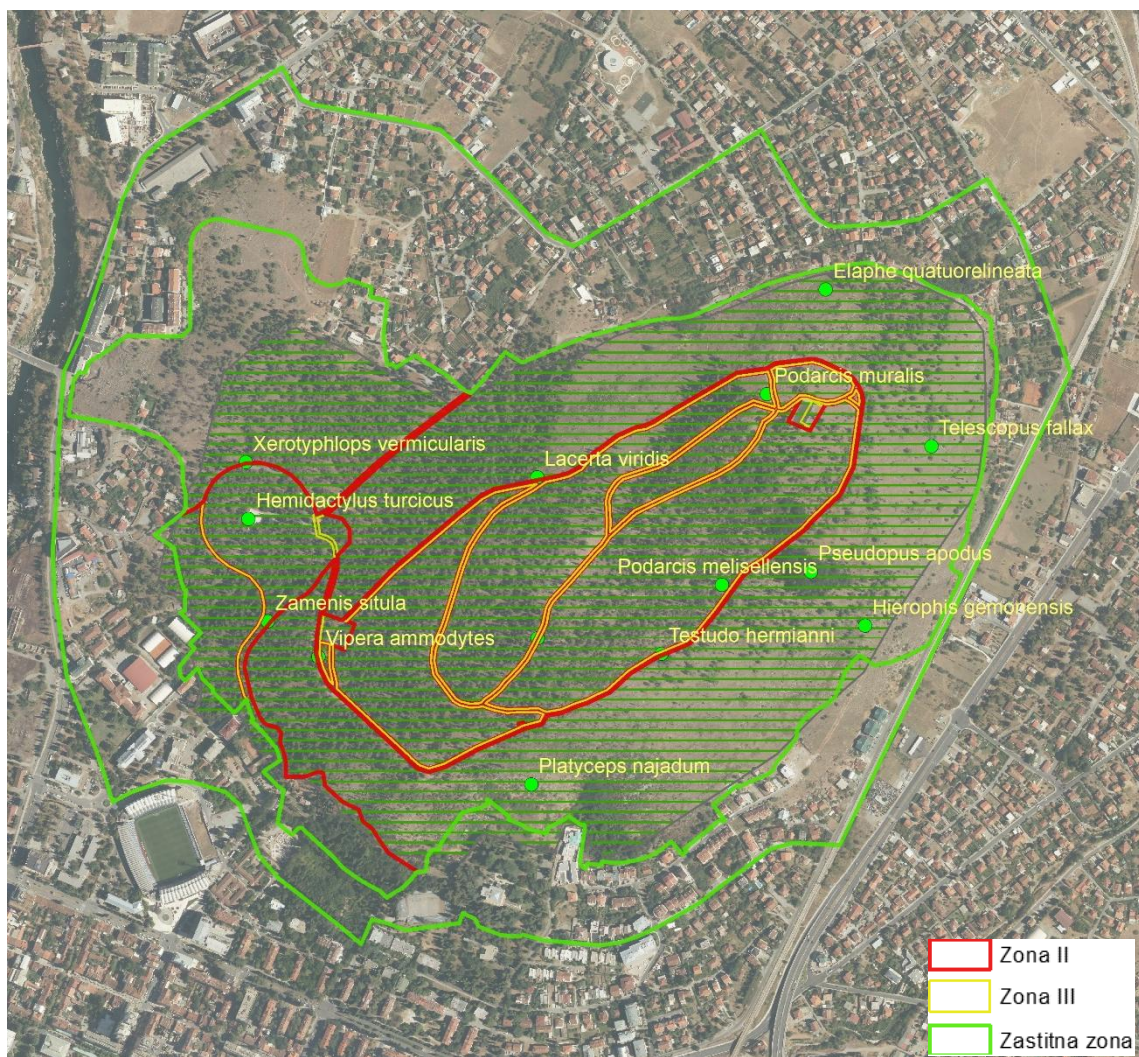 Elaphe quatuorelineata
Podarcis muralis
Telescopus fallax
Xerotyphlops vermicularis
Lacerta viridis
Hemidactylus turcicus
Pseudopus apodus
Podarcis melisellensis
Zamenis situla
Hierophis gemonensis
Vipera ammodytes
Testudo hermianni
Platyceps najadum
Zona II
Zona III
Zastitna zona